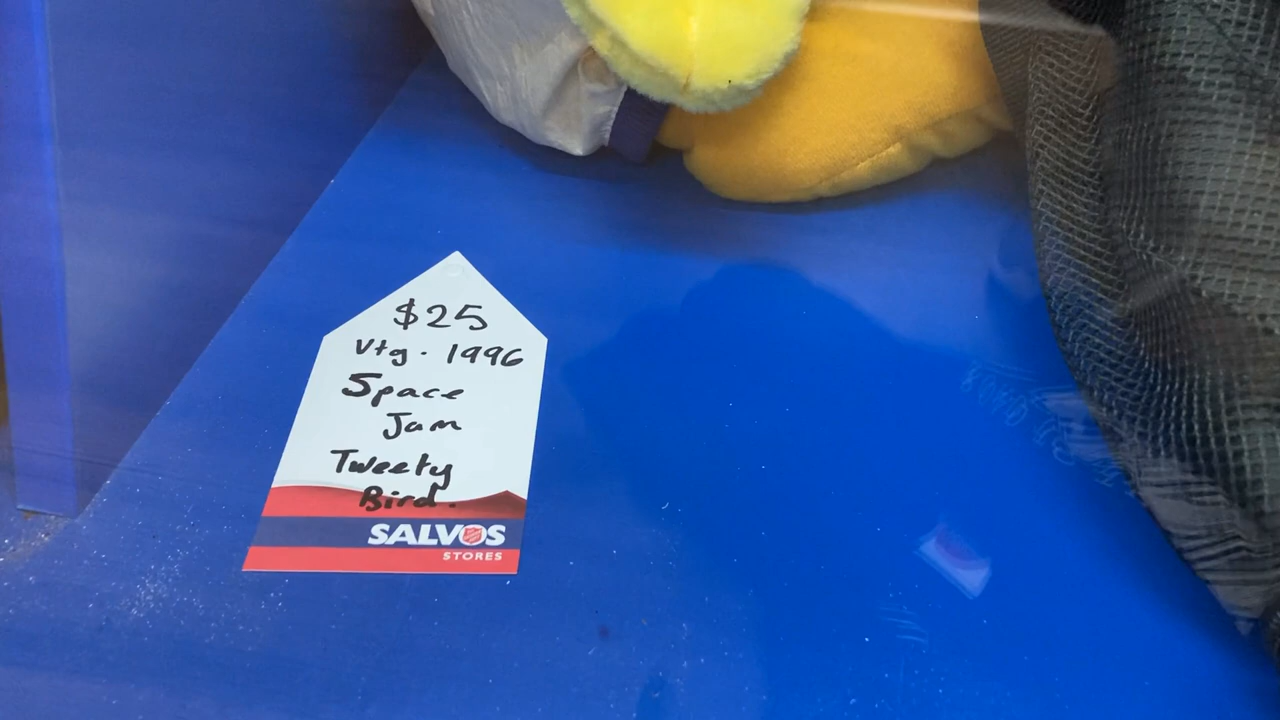 $25
Vtg. 1996
Space
Jam
Tweety
Bird.
SALVOS
STORES